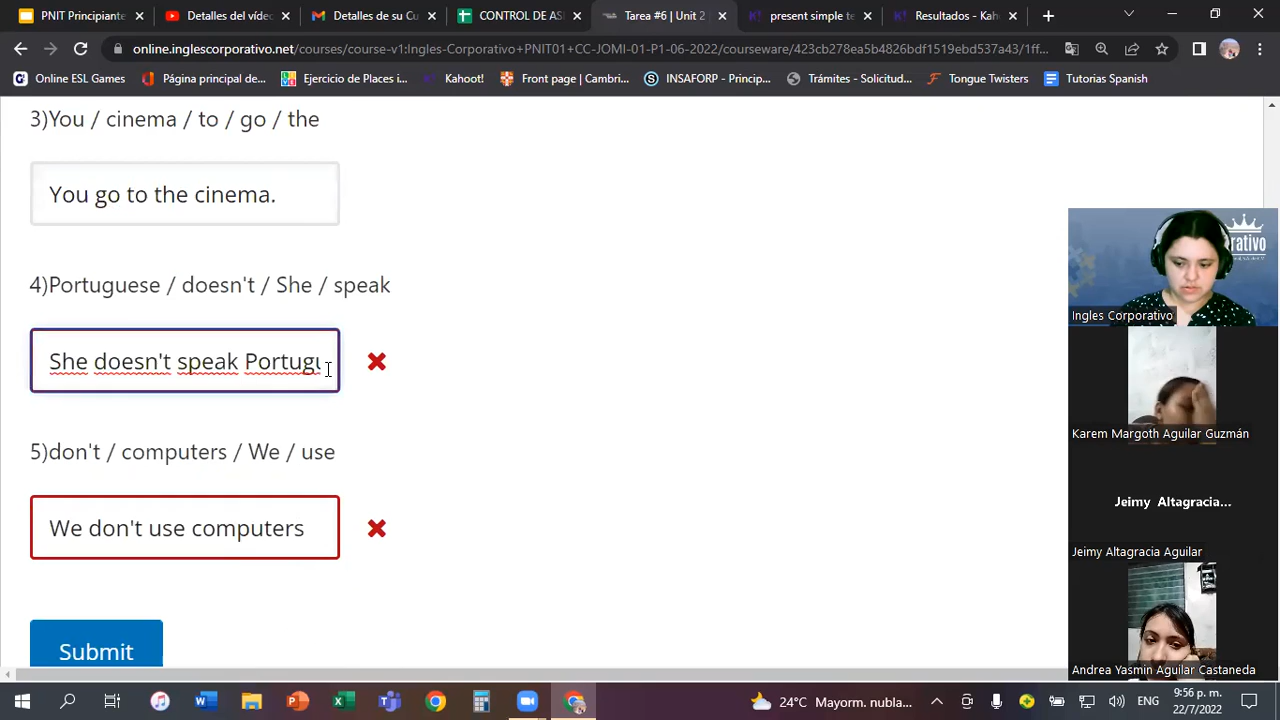 PNIT Principiante
Detalles del víde
Detalles de su Cu
CONTROL DE ASI
Tarea #6 | Unit 2
present simple te
Resultados - Kaho
online.inglescorporativo.net/courses/course-v1:Ingles-Corporativo+PNIT01+CC-JOMI-01-P1-06-2022/courseware/423cb278ea5b4826bdf1519ebd537a43/1ff...
Online ESL Games
Página principal de...
Ejercicio de Places i...
Kahoot!
Front page | Cambri...
INSAFORP - Princip...
Trámites. - Solicitud...
Tongue Twisters
Tutorias Spanish
3)You / cinema / to / go / the
You go to the cinema.
4)Portuguese / doesn't / She / speak
She doesn't speak Portugu
5)don't / computers / We / use
We don't use computers
Submit
rativo
Ingles Corporativo
Karem Margoth Aguilar Guzmán
Jeimy Altagracia...
Jeimy Altagracia Aguilar
Andrea Yasmin Aguilar Castaneda
24°C Mayorm. nubla...
ENG
9:56 p. m.
22/7/2022